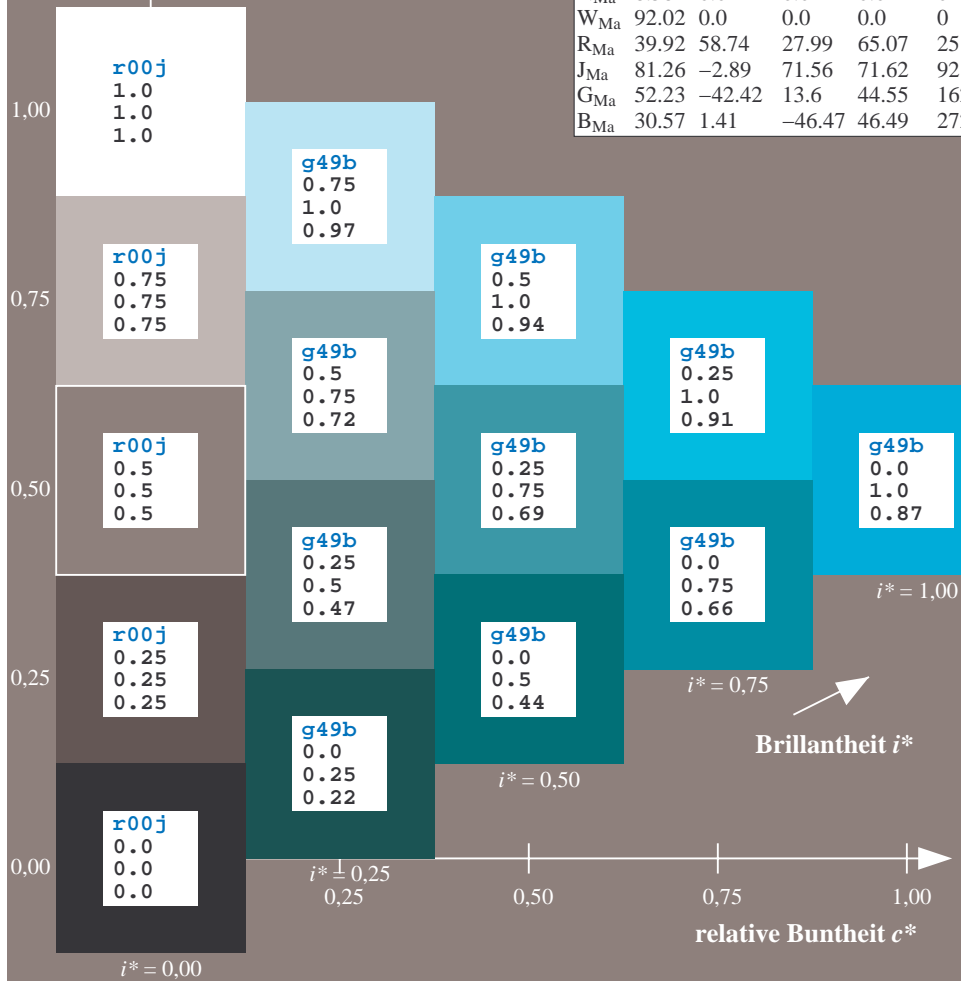 W_Ma 92.02 0.0 0.0 0.0 0
R_Ma 39.92 58.74 27.99 65.07 25
J_Ma 81.26 −2.89 71.56 71.62 92
G_Ma 52.23 −42.42 13.6 44.55
B_Ma 30.57 1.41 −46.47 46.49
r00j
1.0
1.0
1.0
1,00
g49b
0.75
1.0
0.97
r00j
0.75
0.75
0.75
g49b
0.5
1.0
0.94
0,75
g49b
0.5
0.75
0.72
g49b
0.25
1.0
0.91
r00j
0.5
0.5
0.5
g49b
0.25
0.75
0.69
g49b
0.0
1.0
0.87
0,50
g49b
0.25
0.5
0.47
g49b
0.0
0.75
0.66
i* = 1,00
r00j
0.25
0.25
0.25
g49b
0.0
0.5
0.44
0,25
i* = 0,75
g49b
0.0
0.25
0.22
Brillantheit i*
i* = 0,50
r00j
0.0
0.0
0.0
0,00
i* = 0,25
0,25 0,50 0,75 1,00
relative Buntheit c*
i* = 0,00